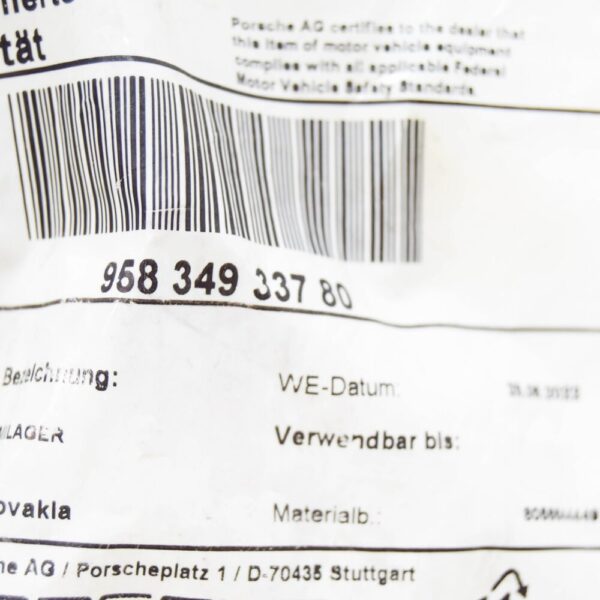 Porsche AG certifies to the dealer that
this item of motor vehicle equipment
complies with all applicable Federal
Motor Vehicle Safety Standards.
tät
958 349 337 80
Bezeichnung:
WE-Datum:
LAGER
Verwendbar bis:
ovakia
Materialb.:
he AG / Porscheplatz 1 / D-70435 Stuttgart